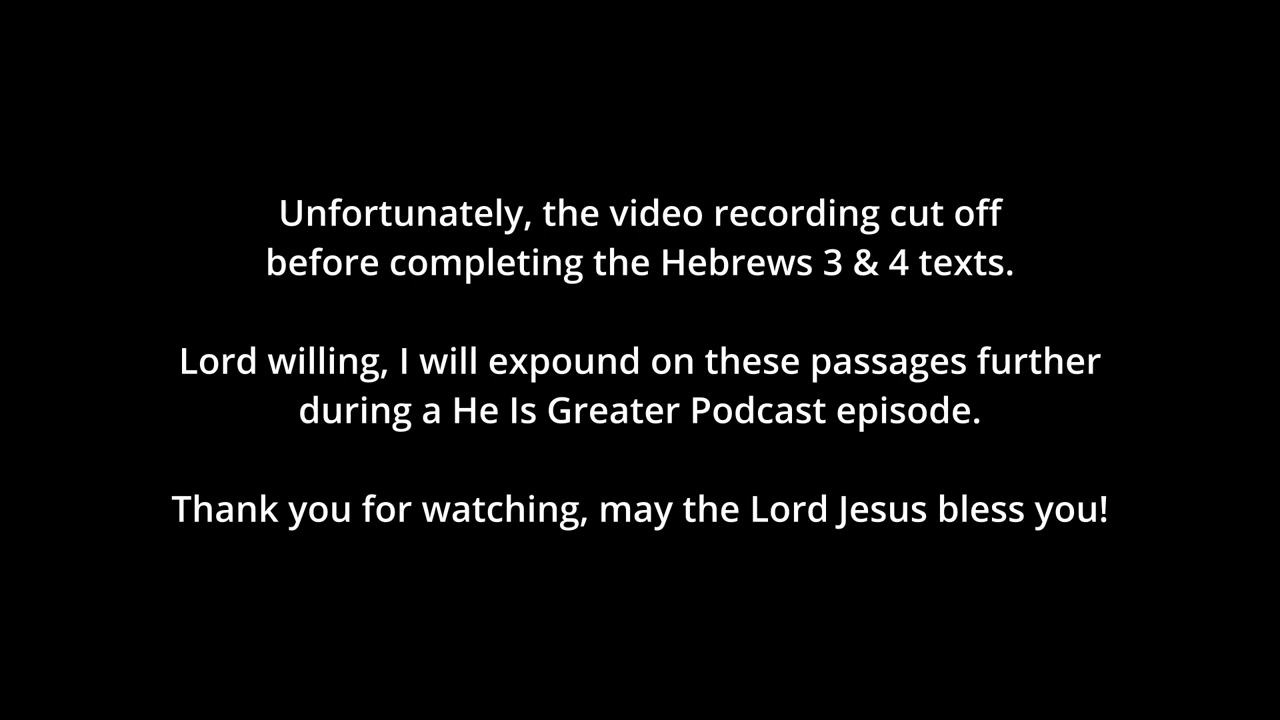 Unfortunately, the video recording cut off
before completing the Hebrews 3 & 4 texts.
Lord willing, I will expound on these passages further
during a He Is Greater Podcast episode.
Thank you for watching, may the Lord Jesus bless you!